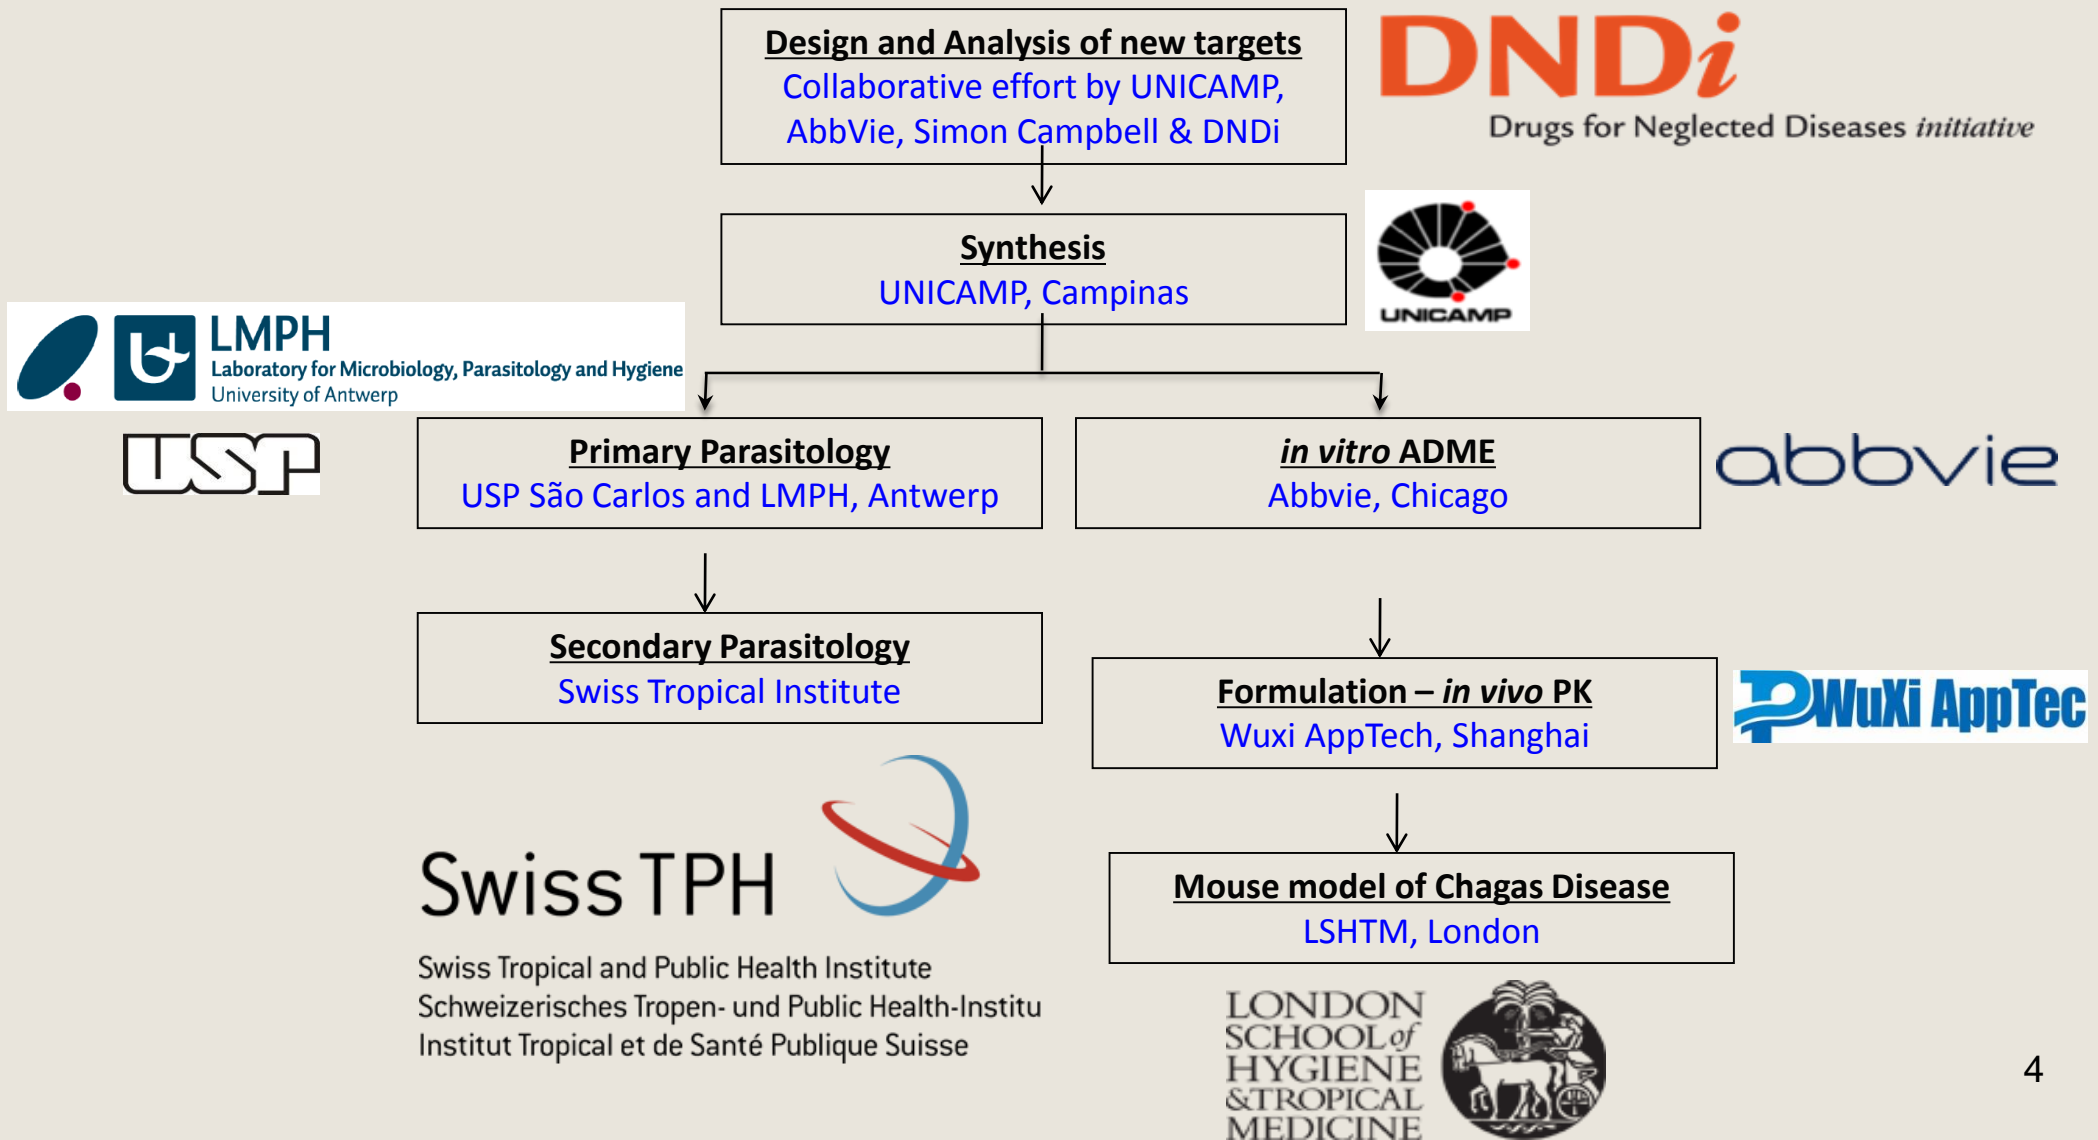 Design and Analysis of new targets
Collaborative effort by UNICAMP,
AbbVie, Simon Campbell & DNDi
DNDi
Drugs for Neglected Diseases initiative
Synthesis
UNICAMP, Campinas
UNICAMP
LMPH
Laboratory for Microbiology, Parasitology and Hygiene
University of Antwerp
USP
Primary Parasitology
USP São Carlos and LMPH, Antwerp
in vitro ADME
Abbvie, Chicago
abbvie
Secondary Parasitology
Swiss Tropical Institute
Formulation – in vivo PK
Wuxi AppTech, Shanghai
WuXi AppTec
Swiss TPH
Swiss Tropical and Public Health Institute
Schweizerisches Tropen- und Public Health-Institu
Institut Tropical et de Santé Publique Suisse
Mouse model of Chagas Disease
LSHTM, London
LONDON
SCHOOL of
HYGIENE
&TROPICAL
MEDICINE
4